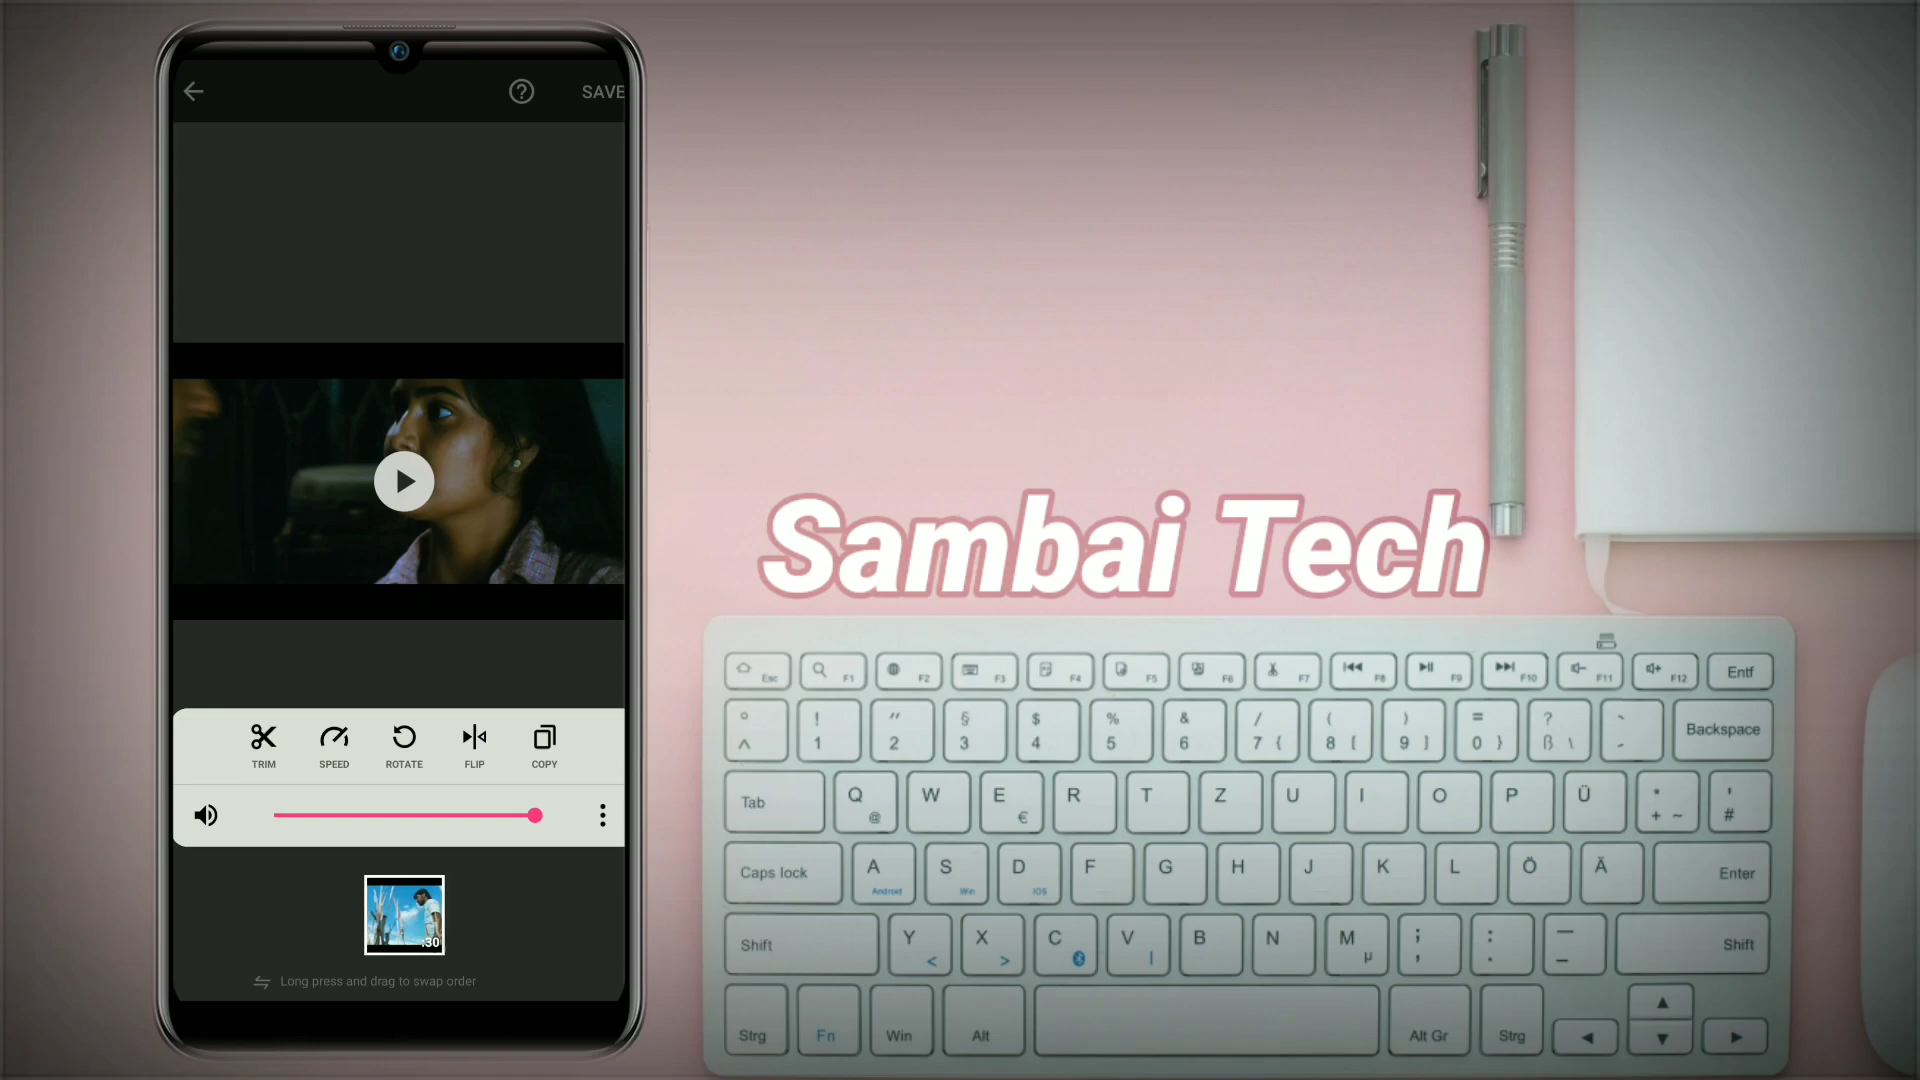 SAVE
TRIM SPEED ROTATE FLIP COPY
:30
Long press and drag to swap order
Sambai Tech
Esc F1 F2 F3 F4 F5 F6 F7 F8 F9 F10 F11 F12 Entf
° ! " § $ % & / ( ) = ? `
^ 1 2 3 4 5 6 7 { 8 [ 9 ] 0 } ß \ ´ Backspace
Tab Q @ W E € R T Z U I O P Ü * + ~ ' #
Caps lock A Android S Win D iOS F G H J K L Ö Ä Enter
Shift Y < X > C V | B N M µ ; , : . — _ Shift
Strg Fn Win Alt Alt Gr Strg